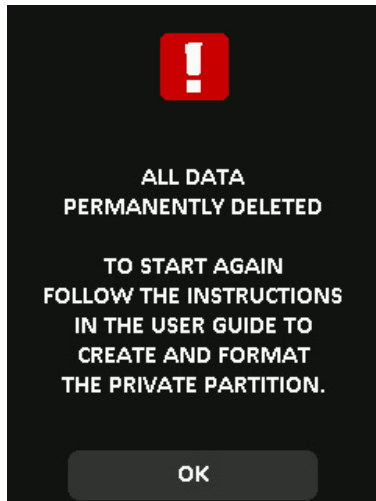 !
ALL DATA
PERMANENTLY DELETED
TO START AGAIN
FOLLOW THE INSTRUCTIONS
IN THE USER GUIDE TO
CREATE AND FORMAT
THE PRIVATE PARTITION.
OK